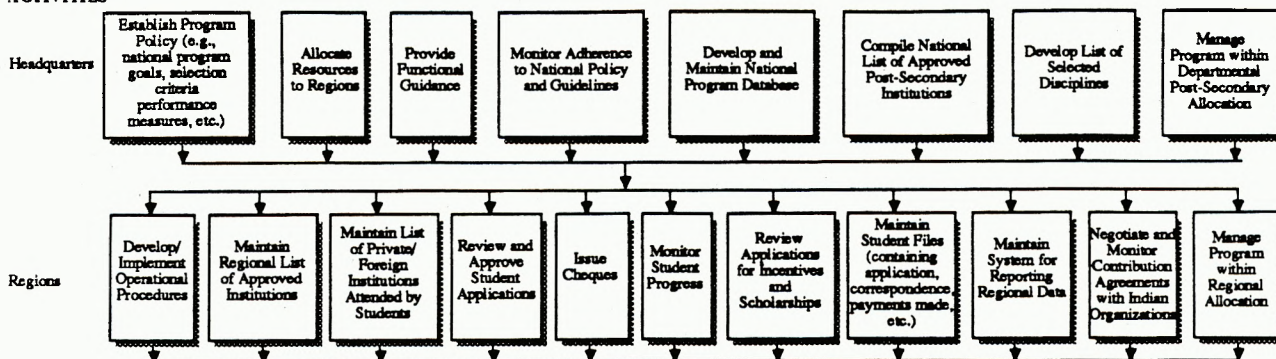 ACTIVITIES
Headquarters
Establish Program
Policy (e.g.,
national program
goals, selection
criteria
performance
measures, etc.)
Allocate
Resources
to Regions
Provide
Functional
Guidance
Monitor Adherence
to National Policy
and Guidelines
Develop and
Maintain National
Program Database
Compile National
List of Approved
Post-Secondary
Institutions
Develop List of
Selected
Disciplines
Manage
Program within
Departmental
Post-Secondary
Allocation
Regions
Develop/
Implement
Operational
Procedures
Maintain
Regional List
of Approved
Institutions
Maintain List
of Private/
Foreign
Institutions
Attended by
Students
Review and
Approve
Student
Applications
Issue
Cheques
Monitor
Student
Progress
Review
Applications
for Incentives
and
Scholarships
Maintain
Student Files
(containing
application,
correspondence,
payments made,
etc.)
Maintain
System for
Reporting
Regional Data
Negotiate and
Monitor
Contribution
Agreements
with Indian
Organizations
Manage
Program
within
Regional
Allocation